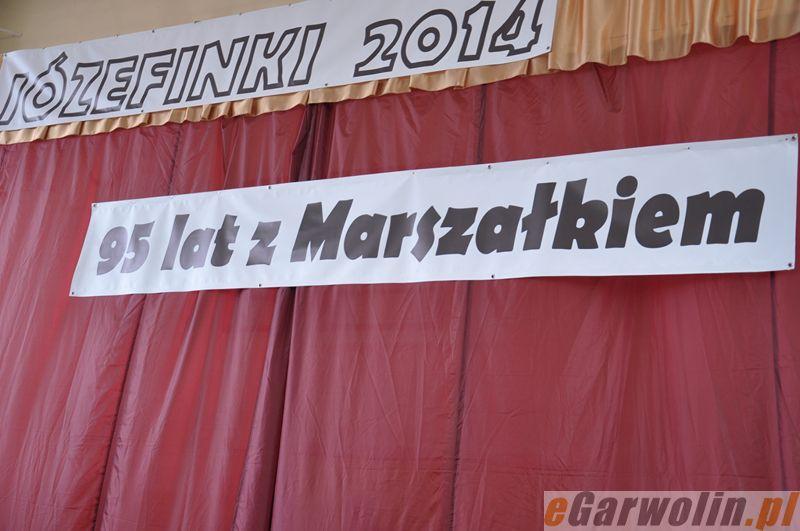 JÓZEFINKI 2014
95 lat z Marszałkiem
eGarwolin.pl